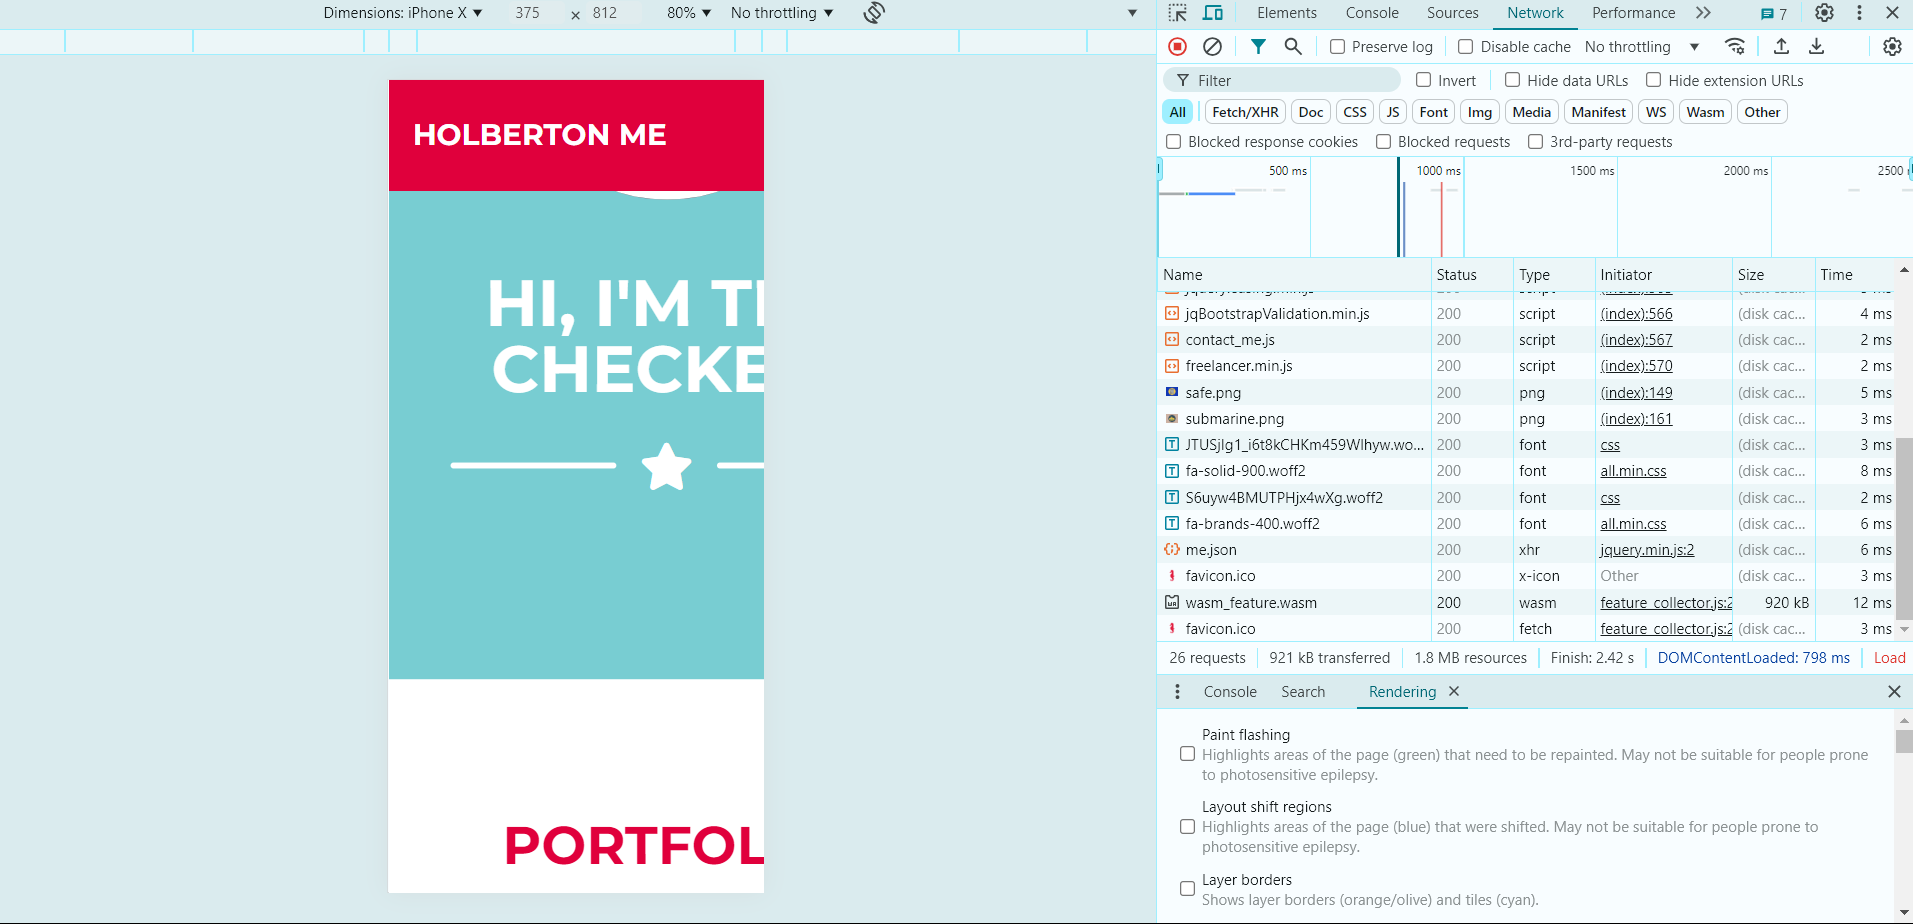 Dimensions: iPhone X ▼ 375 × 812 80% ▼ No throttling ▼
Elements Console Sources Network Performance 7
Preserve log Disable cache No throttling
Filter Invert Hide data URLs Hide extension URLs
All Fetch/XHR Doc CSS JS Font Img Media Manifest WS Wasm Other
Blocked response cookies Blocked requests 3rd-party requests
500 ms 1000 ms 1500 ms 2000 ms 2500
Name Status Type Initiator Size Time
jqBootstrapValidation.min.js 200 script (index):566 (disk cac... 4 ms
contact_me.js 200 script (index):567 (disk cac... 2 ms
freelancer.min.js 200 script (index):570 (disk cac... 2 ms
safe.png 200 png (index):149 (disk cac... 5 ms
submarine.png 200 png (index):161 (disk cac... 3 ms
JTUSjIg1_i6t8kCHKm459Wlhyw.wo... 200 font css (disk cac... 3 ms
fa-solid-900.woff2 200 font all.min.css (disk cac... 8 ms
S6uyw4BMUTPHjx4wXg.woff2 200 font css (disk cac... 2 ms
fa-brands-400.woff2 200 font all.min.css (disk cac... 6 ms
me.json 200 xhr jquery.min.js:2 (disk cac... 6 ms
favicon.ico 200 x-icon Other (disk cac... 3 ms
wasm_feature.wasm 200 wasm feature_collector.js:2 920 kB 12 ms
favicon.ico 200 fetch feature_collector.js:2 (disk cac... 3 ms
26 requests 921 kB transferred 1.8 MB resources Finish: 2.42 s DOMContentLoaded: 798 ms Load
Console Search Rendering
Paint flashing
Highlights areas of the page (green) that need to be repainted. May not be suitable for people prone
to photosensitive epilepsy.
Layout shift regions
Highlights areas of the page (blue) that were shifted. May not be suitable for people prone to
photosensitive epilepsy.
Layer borders
Shows layer borders (orange/olive) and tiles (cyan).
HOLBERTON ME
HI, I'M T
CHECKE
PORTFOL